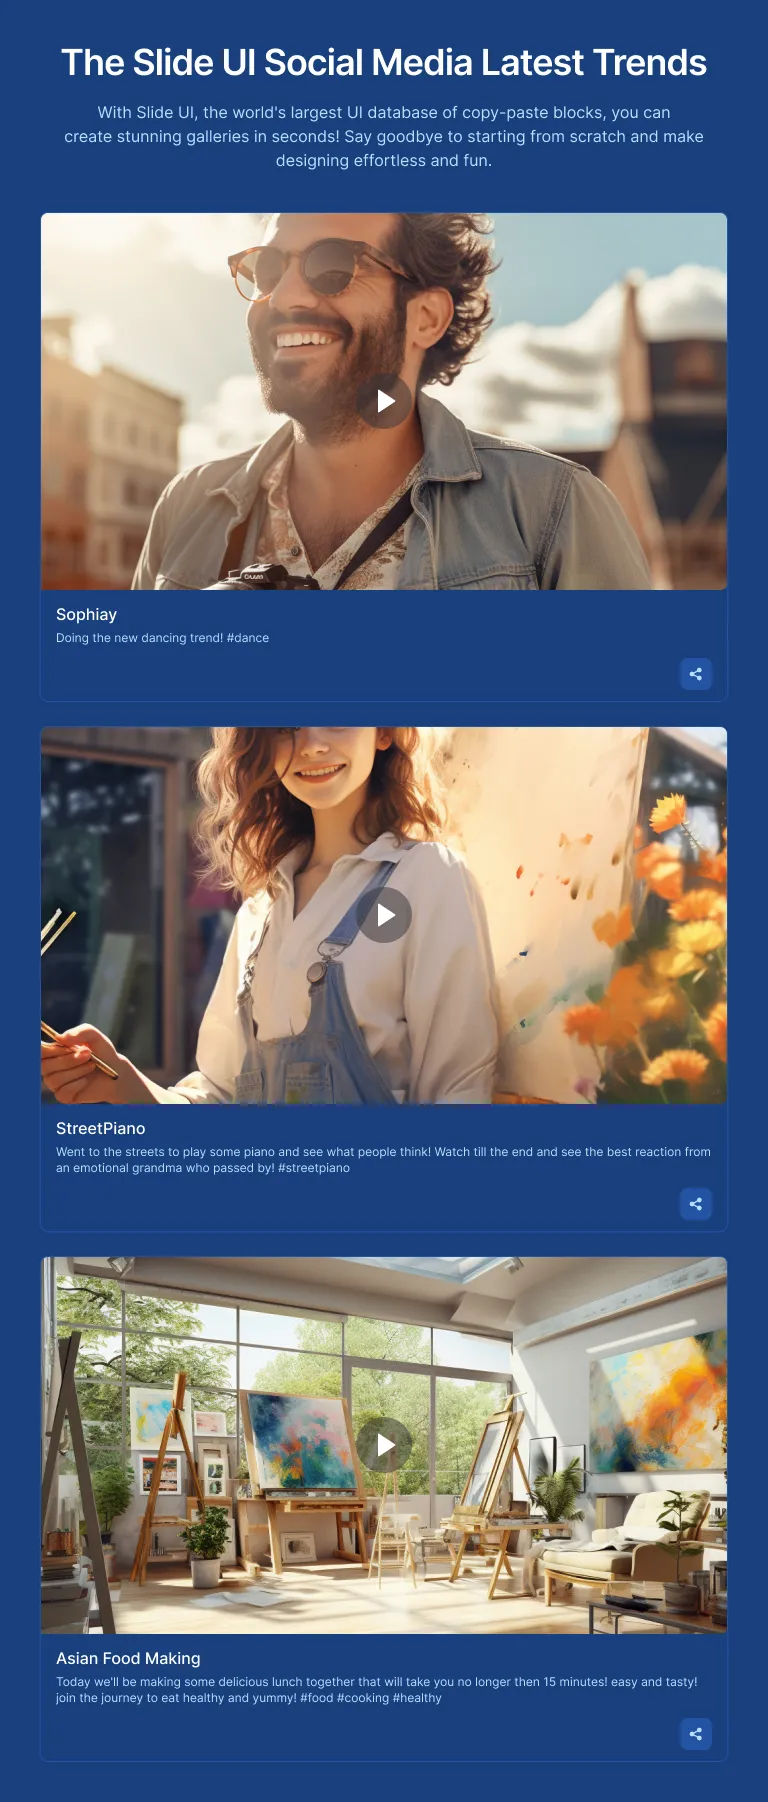 The Slide UI Social Media Latest Trends
With Slide UI, the world's largest UI database of copy-paste blocks, you can
create stunning galleries in seconds! Say goodbye to starting from scratch and make
designing effortless and fun.
Sophiay
Doing the new dancing trend! #dance
StreetPiano
Went to the streets to play some piano and see what people think! Watch till the end and see the best reaction from
an emotional grandma who passed by! #streetpiano
Asian Food Making
Today we'll be making some delicious lunch together that will take you no longer then 15 minutes! easy and tasty!
join the journey to eat healthy and yummy! #food #cooking #healthy